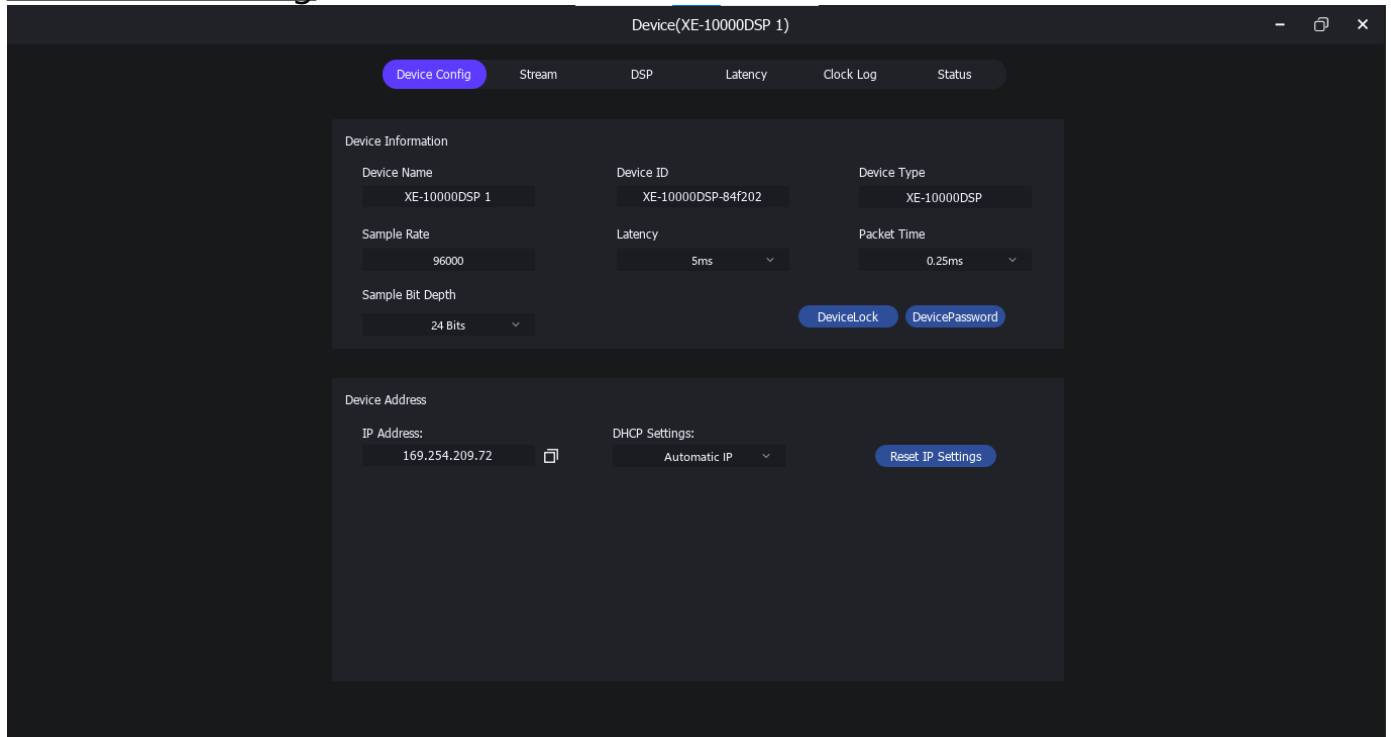 Device(XE-10000DSP 1)
Device Config Stream DSP Latency Clock Log Status
Device Information
Device Name Device ID Device Type
XE-10000DSP 1 XE-10000DSP-84f202 XE-10000DSP
Sample Rate Latency Packet Time
96000 5ms 0.25ms
Sample Bit Depth
24 Bits DeviceLock DevicePassword
Device Address
IP Address: DHCP Settings:
169.254.209.72 Automatic IP Reset IP Settings